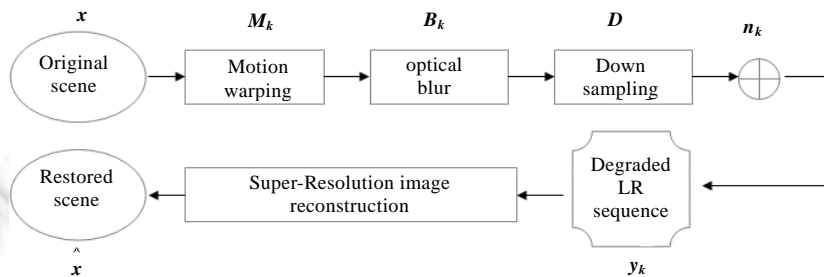 x M_k B_k D n_k
Original scene
Motion warping
optical blur
Down sampling
Restored scene
Super-Resolution image reconstruction
Degraded LR sequence
x̂ y_k